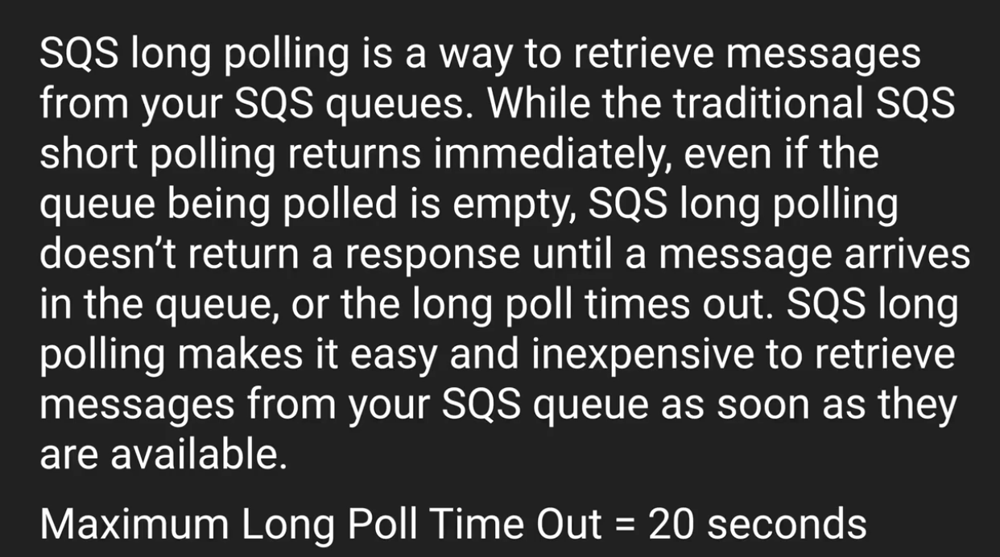 SQS long polling is a way to retrieve messages
from your SQS queues. While the traditional SQS
short polling returns immediately, even if the
queue being polled is empty, SQS long polling
doesn’t return a response until a message arrives
in the queue, or the long poll times out. SQS long
polling makes it easy and inexpensive to retrieve
messages from your SQS queue as soon as they
are available.
Maximum Long Poll Time Out = 20 seconds